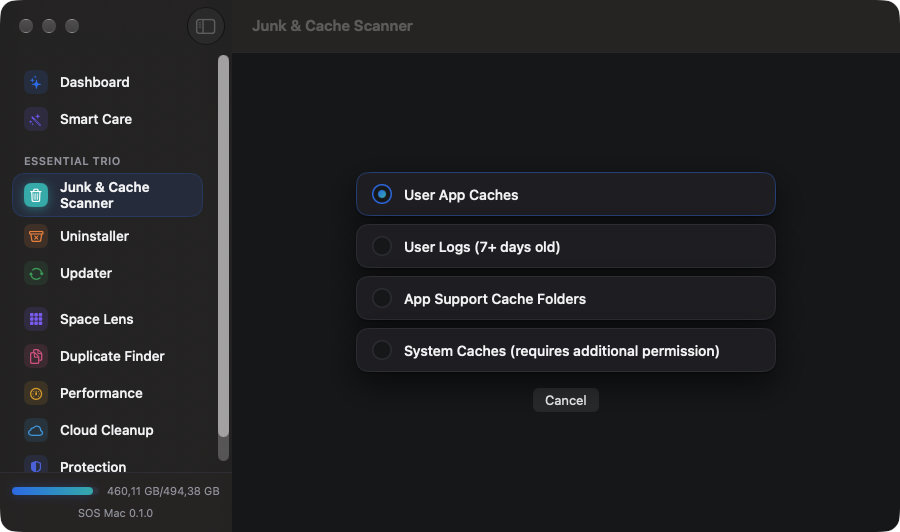 Junk & Cache Scanner
Dashboard
Smart Care
ESSENTIAL TRIO
Junk & Cache
Scanner
Uninstaller
Updater
Space Lens
Duplicate Finder
Performance
Cloud Cleanup
Protection
460,11 GB/494,38 GB
SOS Mac 0.1.0
User App Caches
User Logs (7+ days old)
App Support Cache Folders
System Caches (requires additional permission)
Cancel